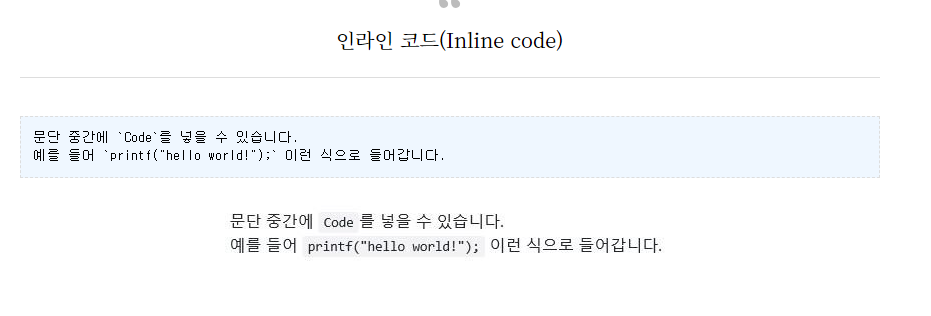 인라인 코드(Inline code)
문단 중간에 `Code`를 넣을 수 있습니다.
예를 들어 `printf("hello world!");` 이런 식으로 들어갑니다.
문단 중간에 Code 를 넣을 수 있습니다.
예를 들어 printf("hello world!"); 이런 식으로 들어갑니다.